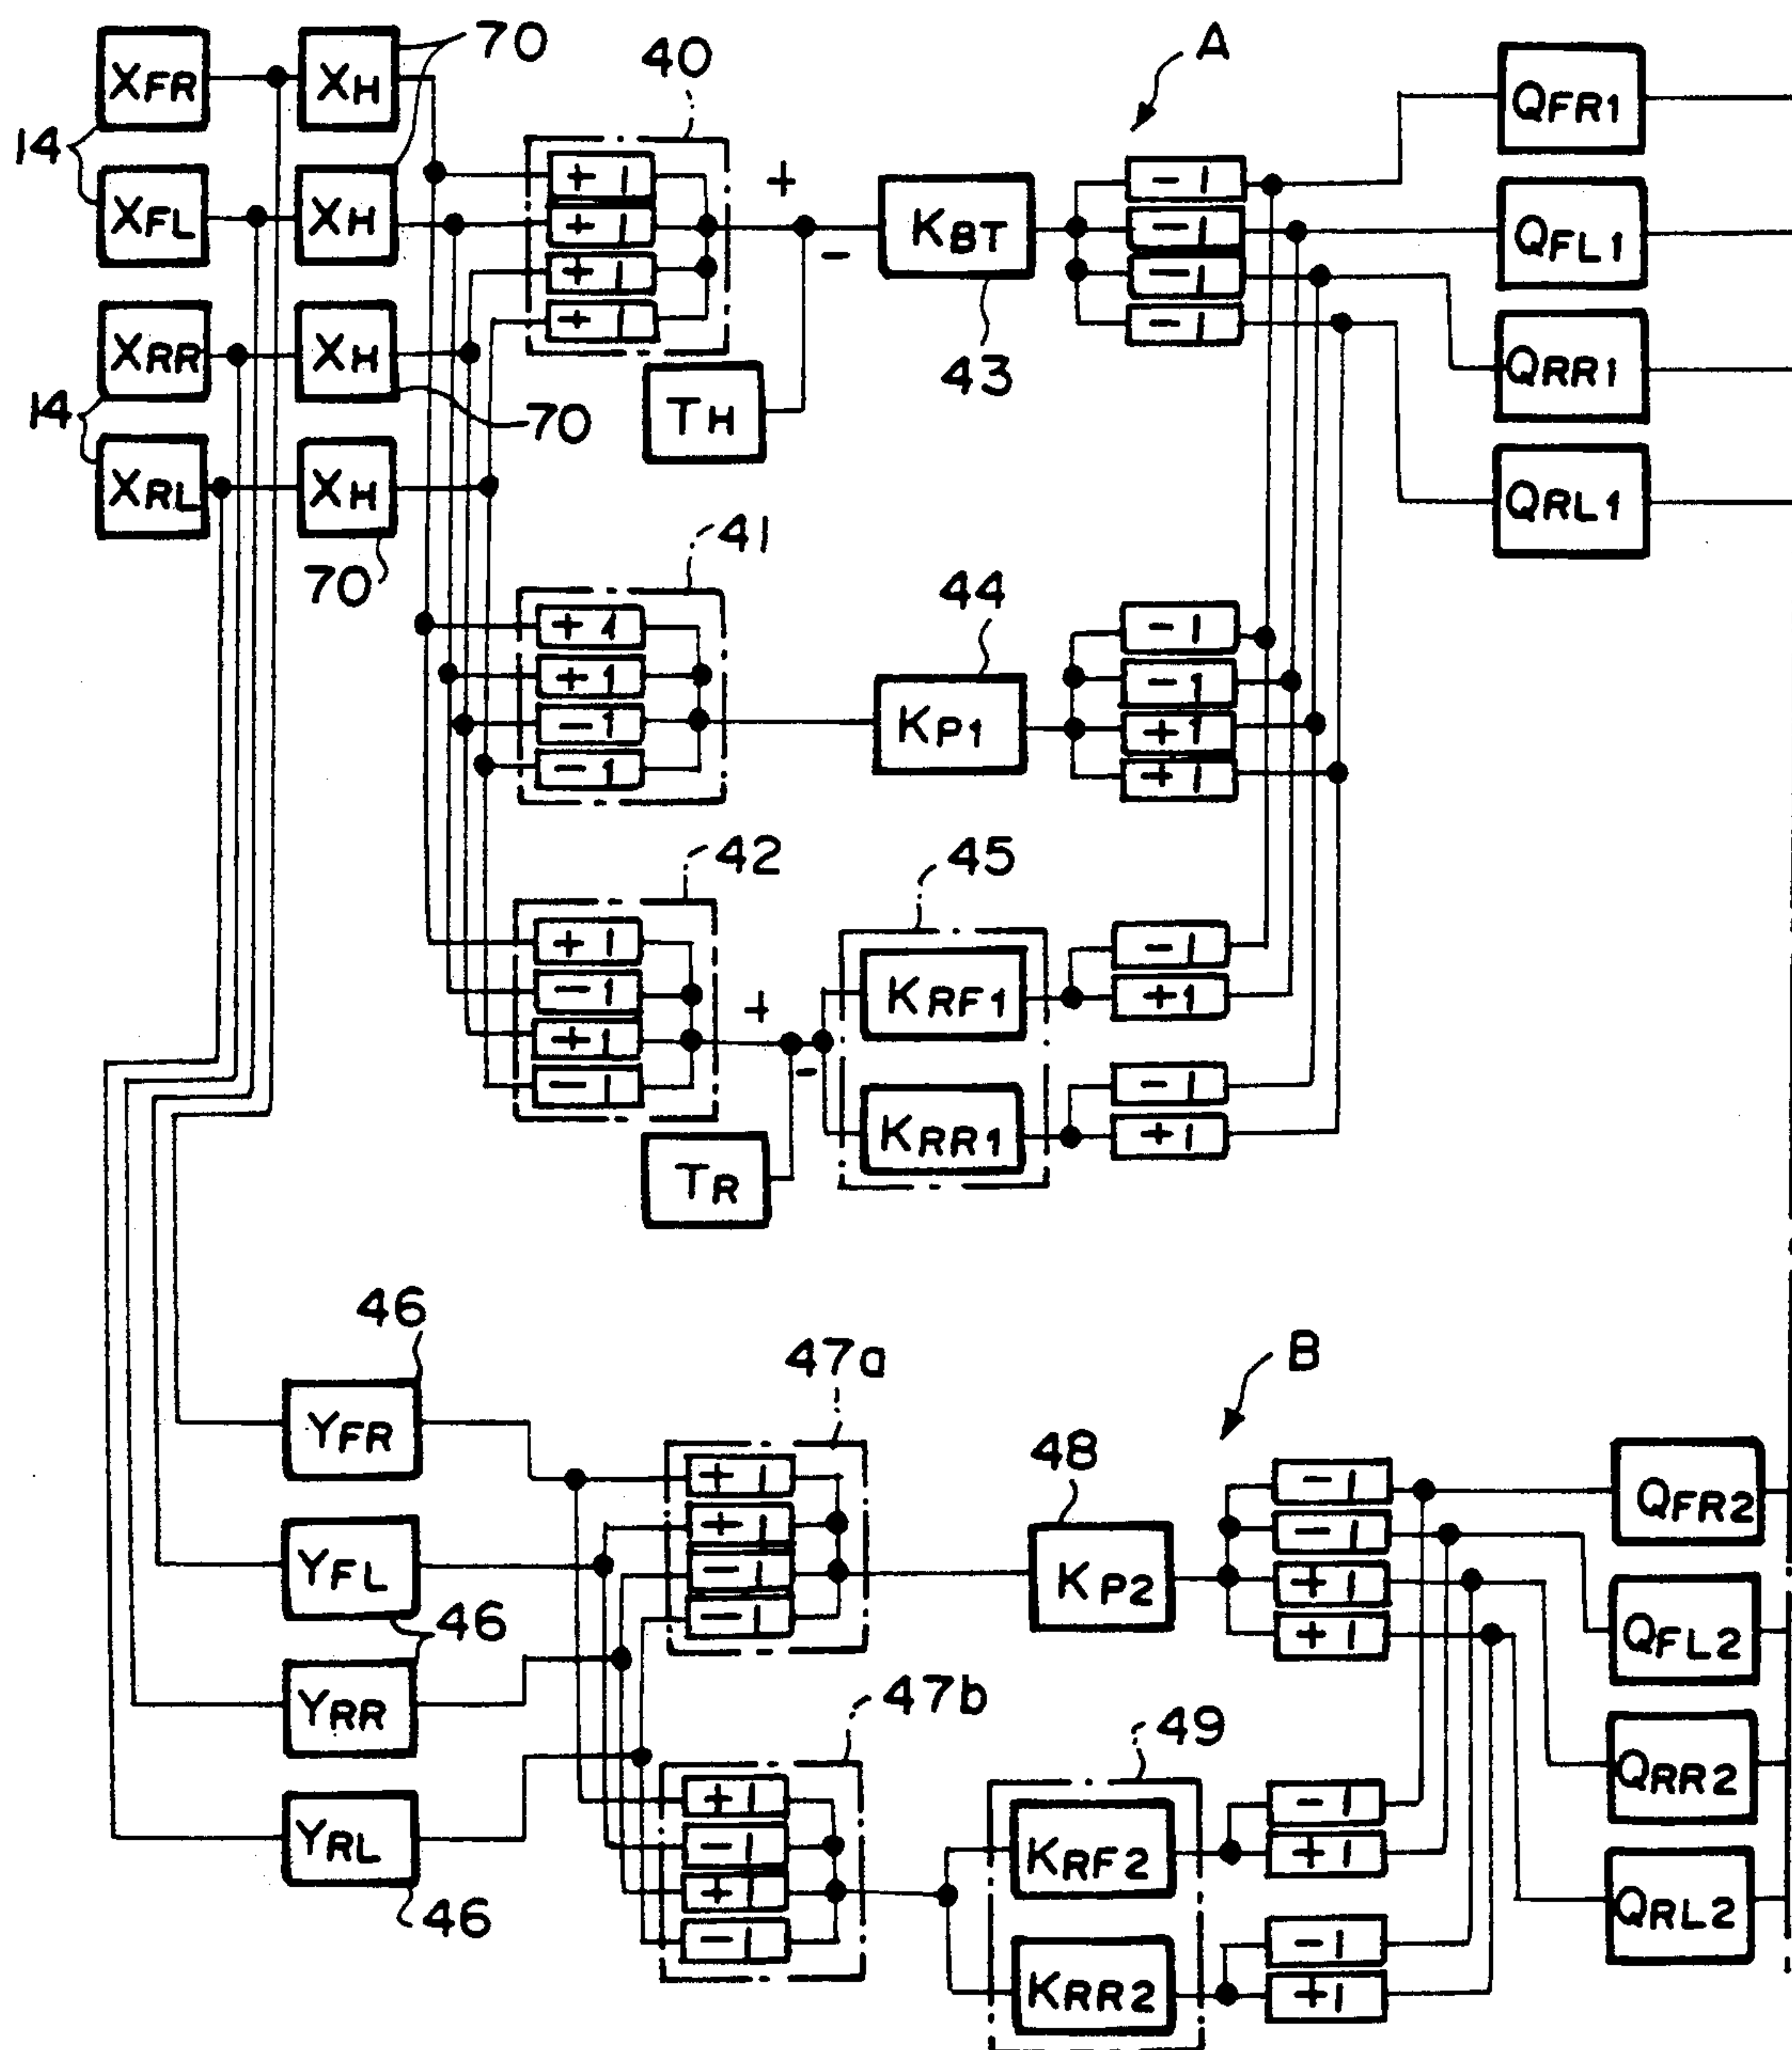 XFR
XH
70
40
A
QFR1
14
+1
+
-1
XFL
XH
+1
KBT
-1
QFL1
+1
-
-1
XRR
XH
+1
-1
QRR1
43
14
70
TH
XRL
XH
QRL1
41
70
44
+1
-1
+1
-1
-1
KP1
+1
-1
+1
42
45
+1
-1
-1
+
KRF1
+1
+1
-
-1
-1
KRR1
+1
TR
46
47a
B
YFR
48
+1
-1
QFR2
+1
-1
YFL
-1
KP2
+1
-1
+1
QFL2
46
YRR
47b
49
QRR2
+1
-1
YRL
-1
KRF2
+1
+1
QRL2
46
-1
-1
KRR2
+1